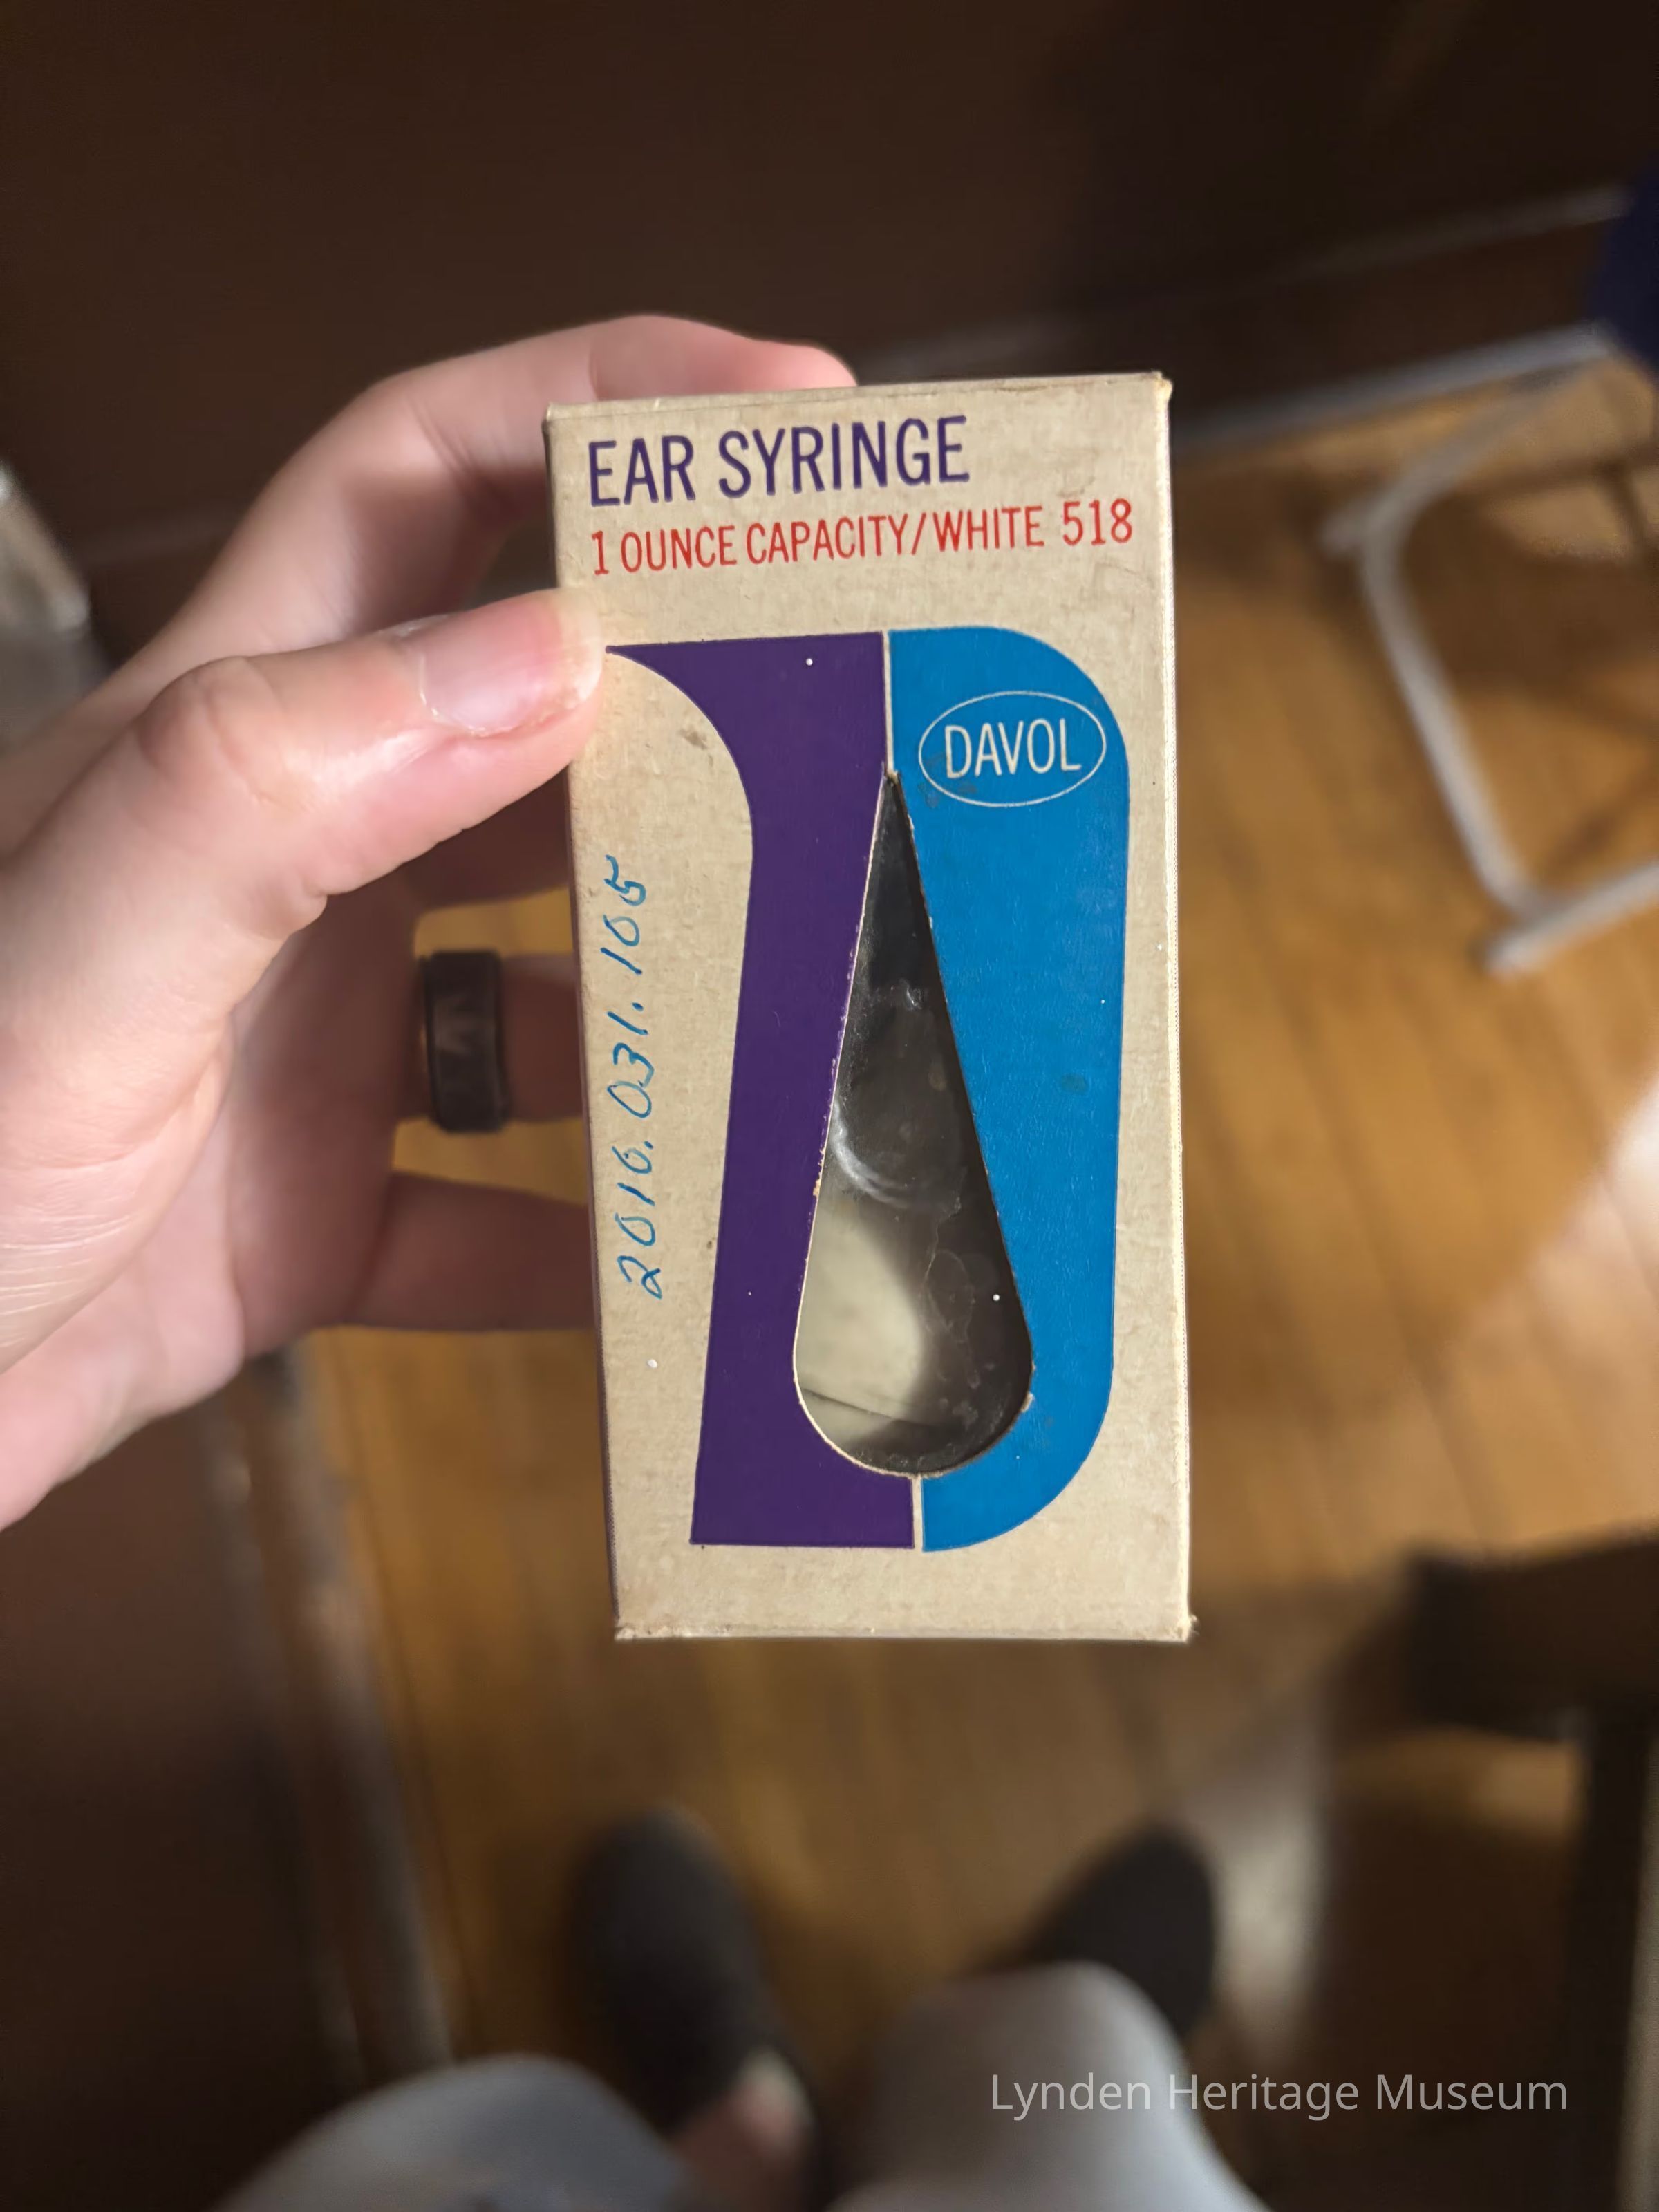 EAR SYRINGE
1 OUNCE CAPACITY/WHITE 518
DAVOL
2016.031.105
Lynden Heritage Museum